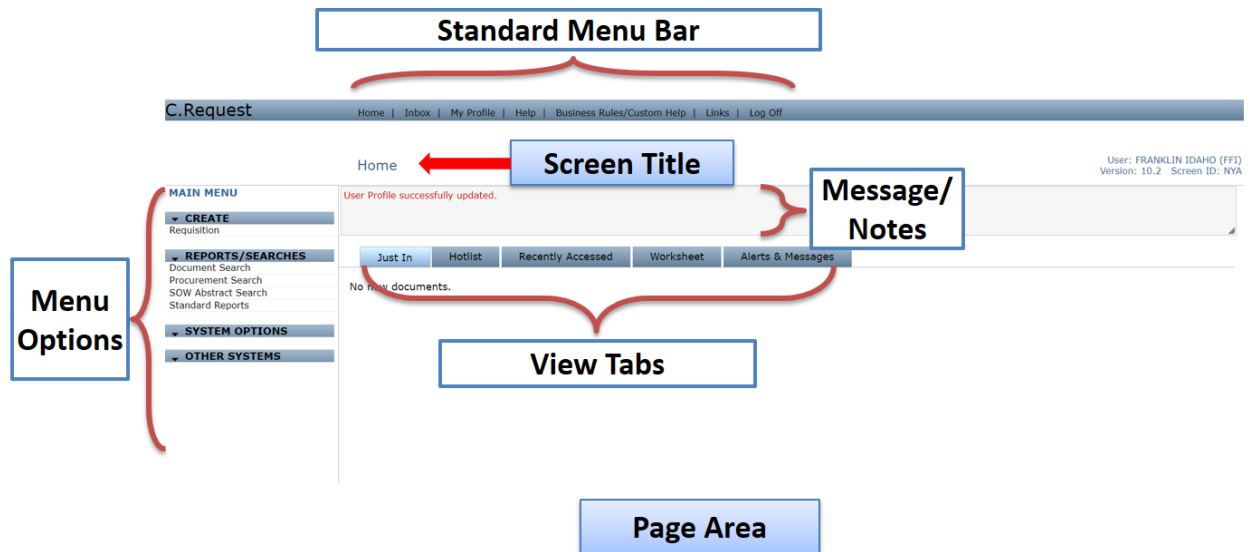 Standard Menu Bar
C.Request
Home | Inbox | My Profile | Help | Business Rules/Custom Help | Links | Log Off
Home
Screen Title
User: FRANKLIN IDAHO (FFI)
Version: 10.2 Screen ID: NYA
MAIN MENU
User Profile successfully updated.
Message/
Notes
CREATE
Requisition
REPORTS/SEARCHES
Document Search
Procurement Search
SOW Abstract Search
Standard Reports
SYSTEM OPTIONS
OTHER SYSTEMS
Menu
Options
Just In
Hotlist
Recently Accessed
Worksheet
Alerts & Messages
No new documents.
View Tabs
Page Area